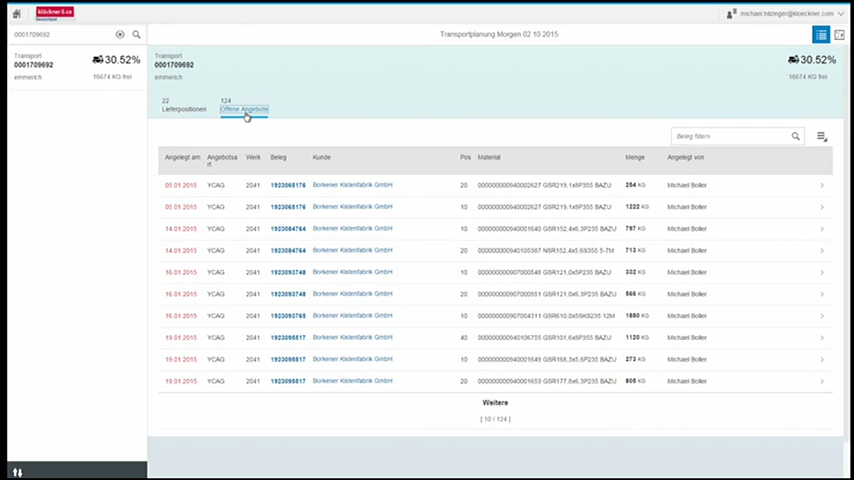 klöckner & co
Deutschland
michael.hilzinger@kloeckner.com
0001709692
Transportplanung Morgen 02.10.2015
Transport
0001709692
30.52%
emmerich
16674 KG frei
Transport
0001709692
30.52%
emmerich
16674 KG frei
22
Lieferpositionen
124
Offene Angebote
Beleg filtern
Angelegt am Angebotsart Werk Beleg Kunde Pos Material Menge Angelegt von
05.01.2015 YCAG 2041 1923065176 Borkener Kistenfabrik GmbH 20 000000000940002627 GSR219,1x8P355 BAZU 254 KG Michael Boller
05.01.2015 YCAG 2041 1923065176 Borkener Kistenfabrik GmbH 10 000000000940002627 GSR219,1x8P355 BAZU 1222 KG Michael Boller
14.01.2015 YCAG 2041 1923084764 Borkener Kistenfabrik GmbH 10 000000000940001640 GSR152,4x6,3P235 BAZU 797 KG Michael Boller
14.01.2015 YCAG 2041 1923084764 Borkener Kistenfabrik GmbH 20 000000000940105367 NSR152,4x5,6S355 5-7M 713 KG Michael Boller
16.01.2015 YCAG 2041 1923093748 Borkener Kistenfabrik GmbH 10 000000000907000548 GSR121,0x5P235 BAZU 332 KG Michael Boller
16.01.2015 YCAG 2041 1923093748 Borkener Kistenfabrik GmbH 20 000000000907000551 GSR121,0x6,3P235 BAZU 566 KG Michael Boller
16.01.2015 YCAG 2041 1923093765 Borkener Kistenfabrik GmbH 10 000000000907004311 GSR610,0x5SKS235 12M 1880 KG Michael Boller
19.01.2015 YCAG 2041 1923095517 Borkener Kistenfabrik GmbH 40 000000000940106755 GSR101,6x8P355 BAZU 1120 KG Michael Boller
19.01.2015 YCAG 2041 1923095517 Borkener Kistenfabrik GmbH 10 000000000940001649 GSR168,3x5,6P235 BAZU 273 KG Michael Boller
19.01.2015 YCAG 2041 1923095517 Borkener Kistenfabrik GmbH 20 000000000940001653 GSR177,8x6,3P235 BAZU 805 KG Michael Boller
Weitere
[ 10 / 124 ]